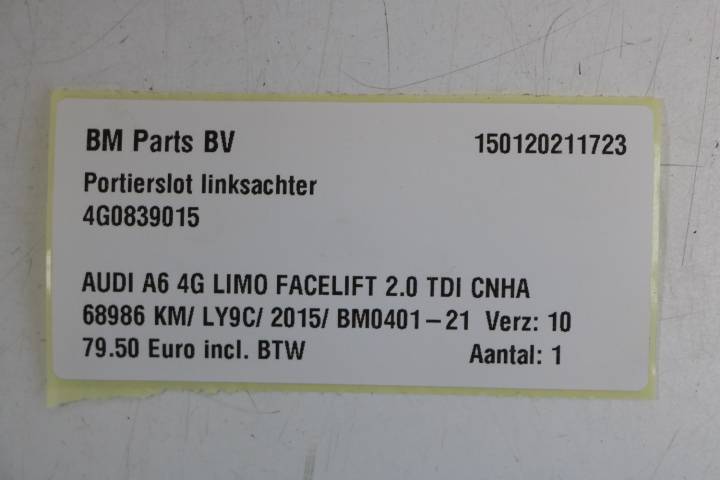 BM Parts BV 150120211723
Portierslot linksachter
4G0839015
AUDI A6 4G LIMO FACELIFT 2.0 TDI CNHA
68986 KM/ LY9C/ 2015/ BM0401-21 Verz: 10
79.50 Euro incl. BTW Aantal: 1